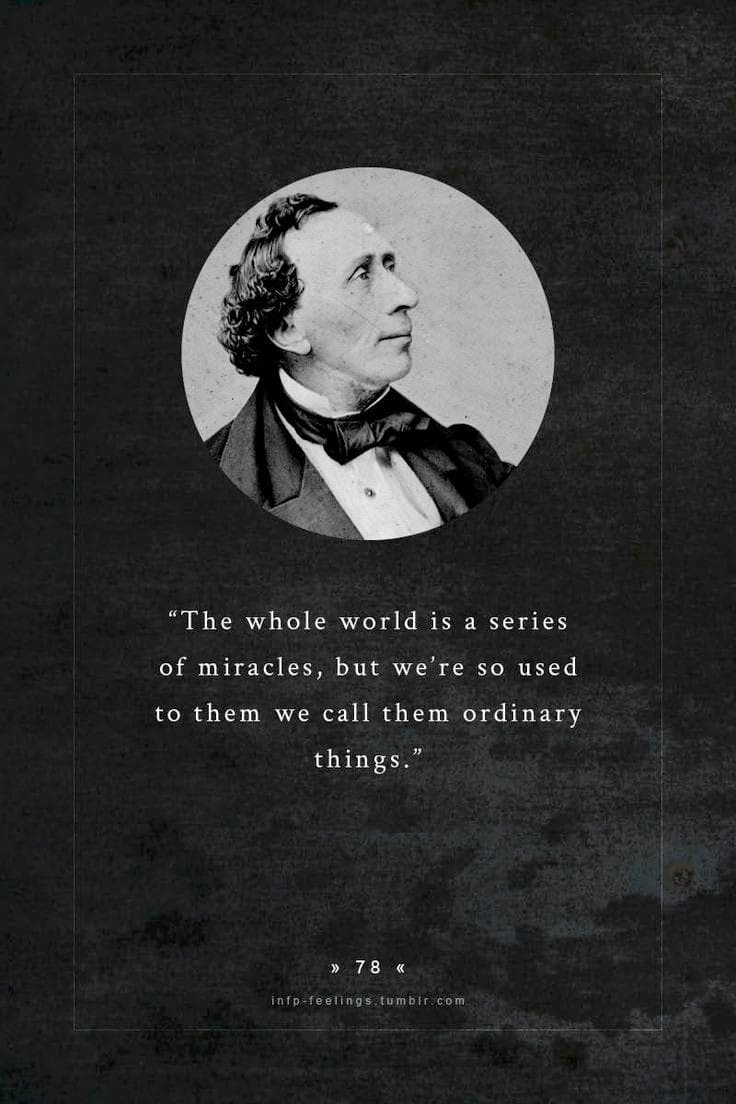 “The whole world is a series
of miracles, but we’re so used
to them we call them ordinary
things.”
» 78 «
infp-feelings.tumblr.com